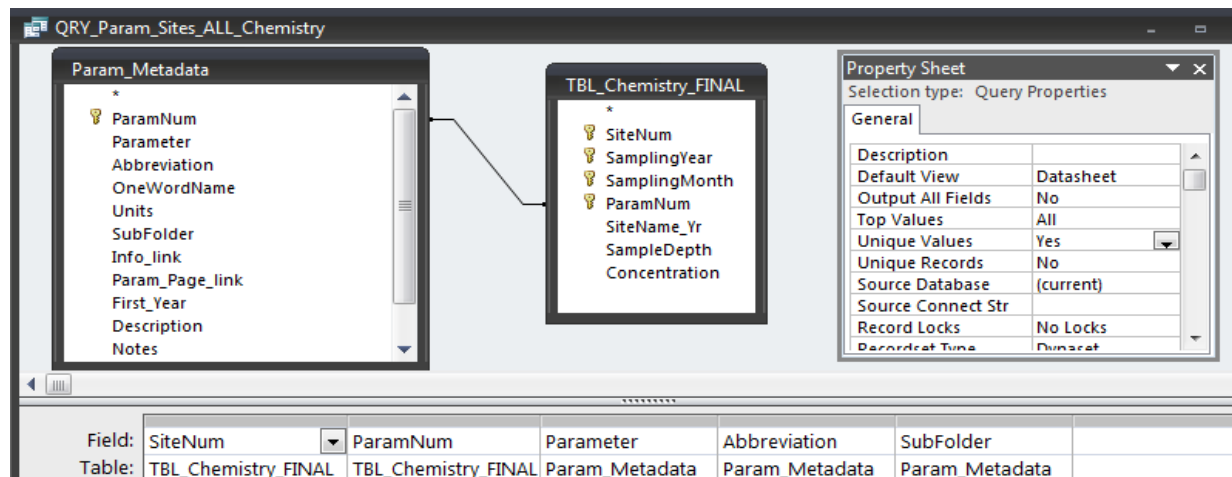 QRY_Param_Sites_ALL_Chemistry
Param_Metadata
*
ParamNum
Parameter
Abbreviation
OneWordName
Units
SubFolder
Info_link
Param_Page_link
First_Year
Description
Notes
TBL_Chemistry_FINAL
*
SiteNum
SamplingYear
SamplingMonth
ParamNum
SiteName_Yr
SampleDepth
Concentration
Property Sheet
Selection type: Query Properties
General
Description
Default View Datasheet
Output All Fields No
Top Values All
Unique Values Yes
Unique Records No
Source Database (current)
Source Connect Str
Record Locks No Locks
Recordset Type Dynaset
Field: SiteNum ParamNum Parameter Abbreviation SubFolder
Table: TBL_Chemistry_FINAL TBL_Chemistry_FINAL Param_Metadata Param_Metadata Param_Metadata